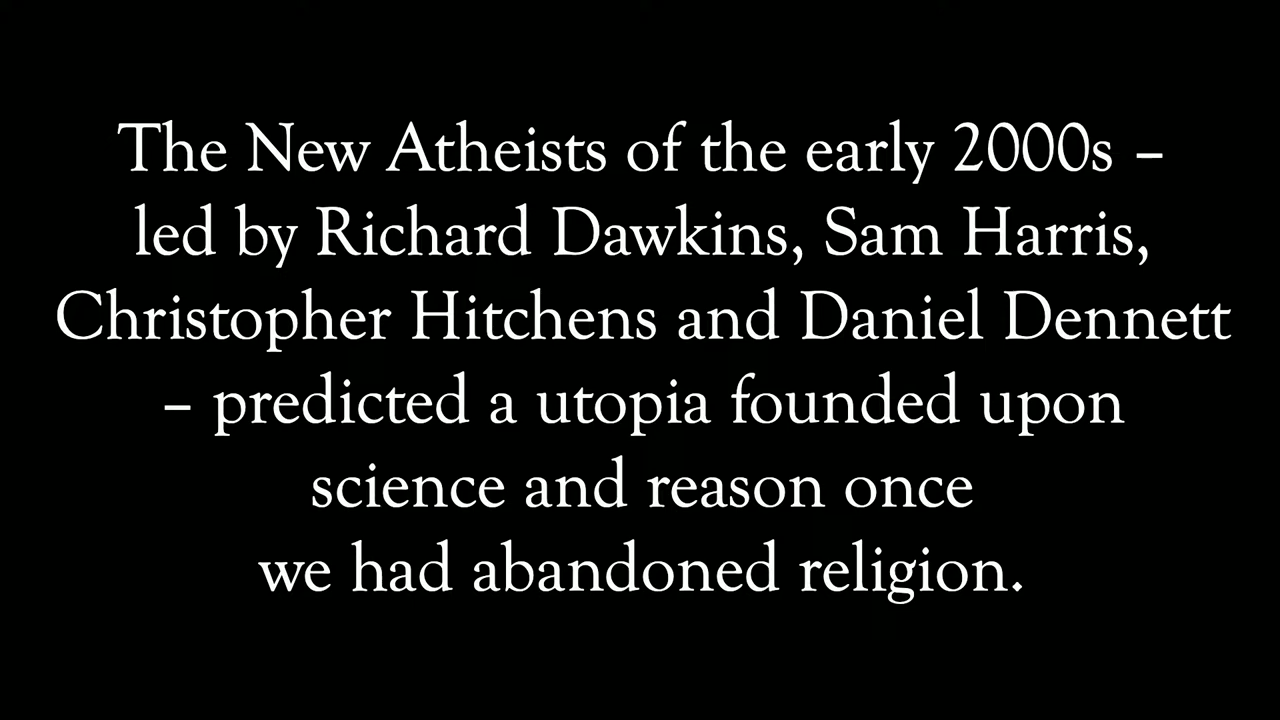 The New Atheists of the early 2000s –
led by Richard Dawkins, Sam Harris,
Christopher Hitchens and Daniel Dennett
– predicted a utopia founded upon
science and reason once
we had abandoned religion.